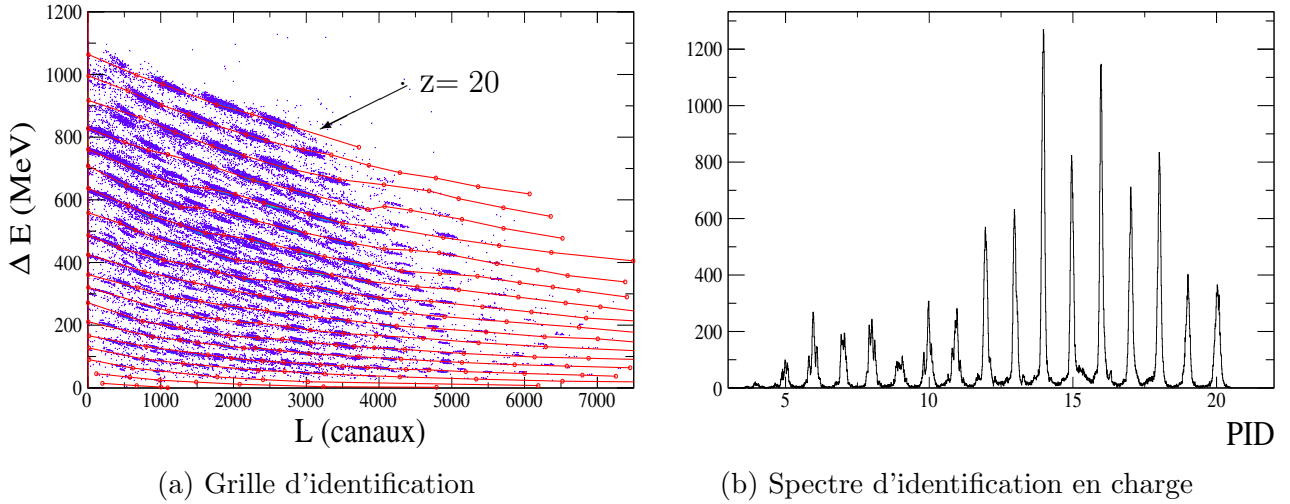 1200
1000
800
600
400
200
0
0 1000 2000 3000 4000 5000 6000 7000
Δ E (MeV)
L (canaux)
z= 20
(a) Grille d'identification
1200
1000
800
600
400
200
0
5 10 15 20
PID
(b) Spectre d'identification en charge